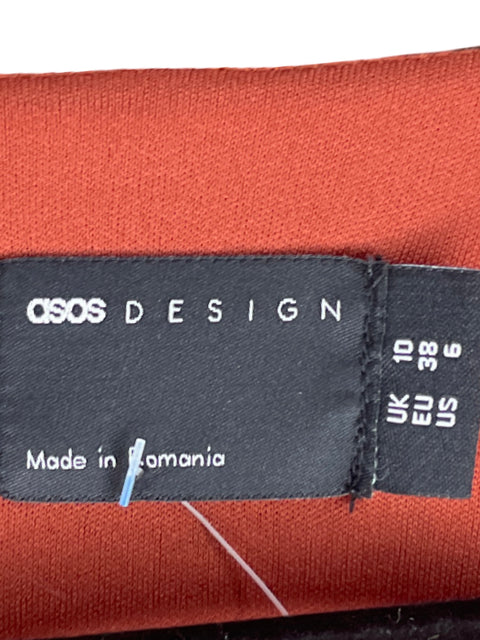 asos DESIGN
Made in Romania
UK 10
EU 38
US 6